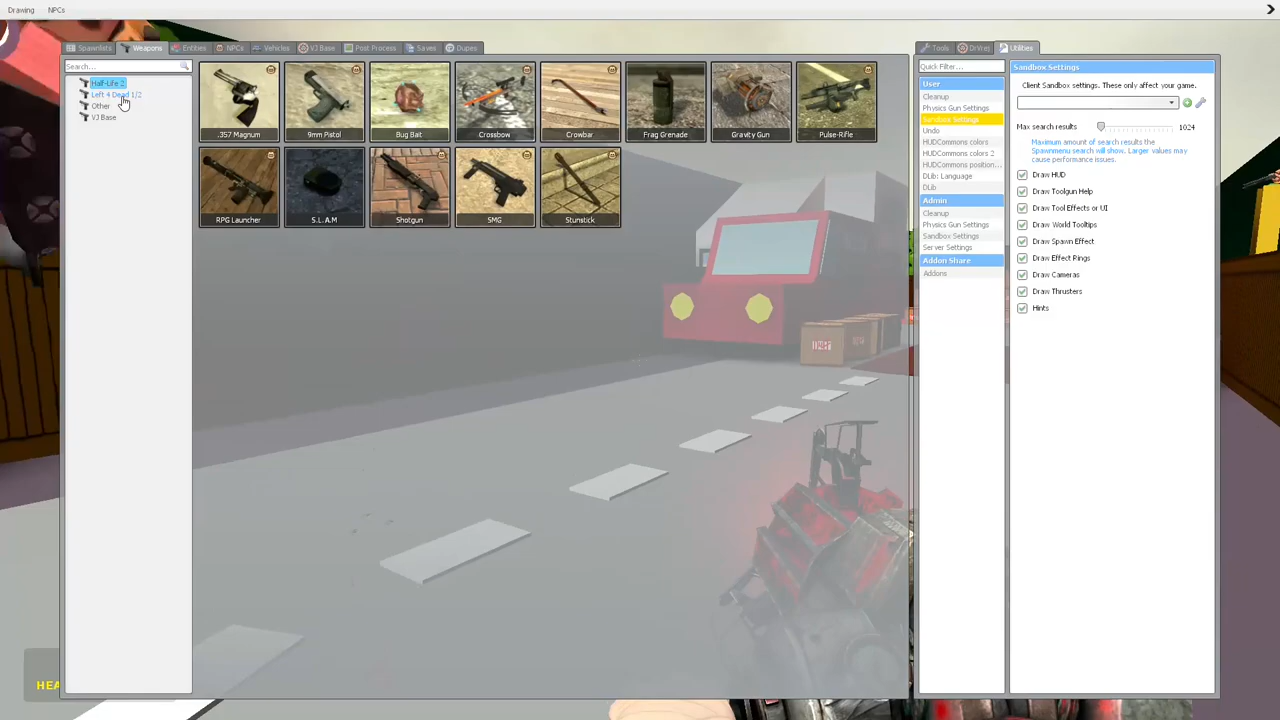 Drawing NPCs
Spawnlists Weapons Entities NPCs Vehicles VJ Base Post Process Saves Dupes
Search...
Half-Life 2
Left 4 Dead 1/2
Other
VJ Base
.357 Magnum 9mm Pistol Bug Bait Crossbow Crowbar Frag Grenade Gravity Gun Pulse-Rifle
RPG Launcher S.L.A.M Shotgun SMG Stunstick
HEA
Tools DrVrej Utilities
Quick Filter...
User
Cleanup
Physics Gun Settings
Sandbox Settings
Undo
HUDCommons colors
HUDCommons colors 2
HUDCommons position...
DLib: Language
DLib
Admin
Cleanup
Physics Gun Settings
Sandbox Settings
Server Settings
Addon Share
Addons
Sandbox Settings
Client Sandbox settings. These only affect your game.
Max search results 1024
Maximum amount of search results the
Spawnmenu search will show. Larger values may
cause performance issues.
Draw HUD
Draw Toolgun Help
Draw Tool Effects or UI
Draw World Tooltips
Draw Spawn Effect
Draw Effect Rings
Draw Cameras
Draw Thrusters
Hints